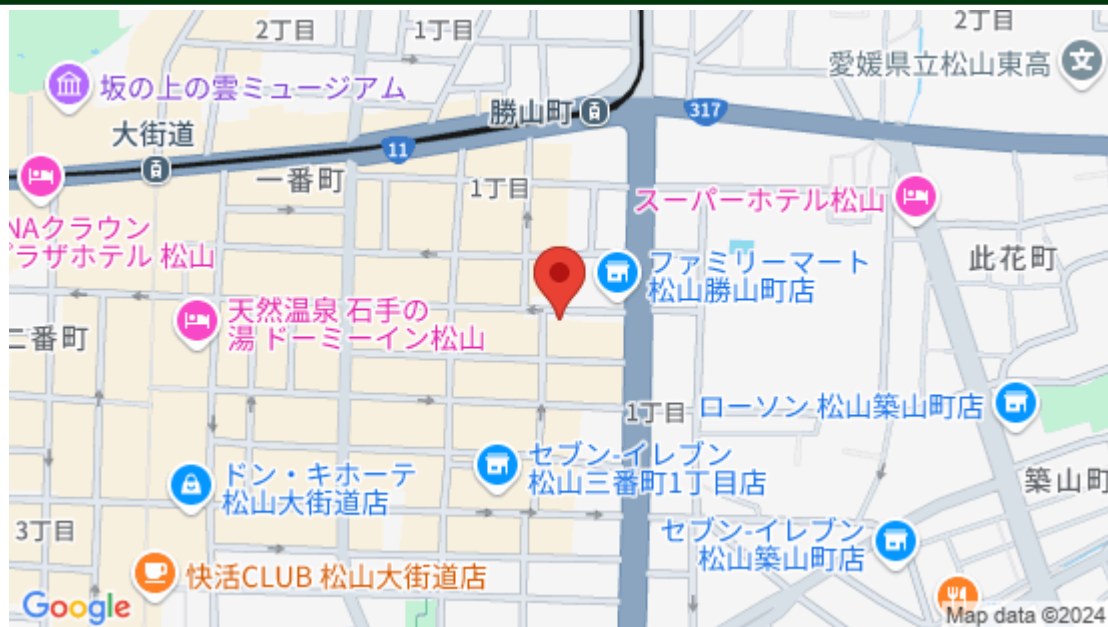 2丁目
1丁目
2丁目
愛媛県立松山東高
坂の上の雲ミュージアム
勝山町
317
大街道
11
一番町
1丁目
スーパーホテル松山
NAクラウン
プラザホテル 松山
ファミリーマート
松山勝山町店
此花町
天然温泉 石手の
湯 ドーミーイン松山
二番町
1丁目
ローソン 松山築山町店
セブン-イレブン
松山三番町1丁目店
ドン・キホーテ
松山大街道店
築山町
3丁目
セブン-イレブン
松山築山町店
快活CLUB 松山大街道店
Google
Map data ©2024